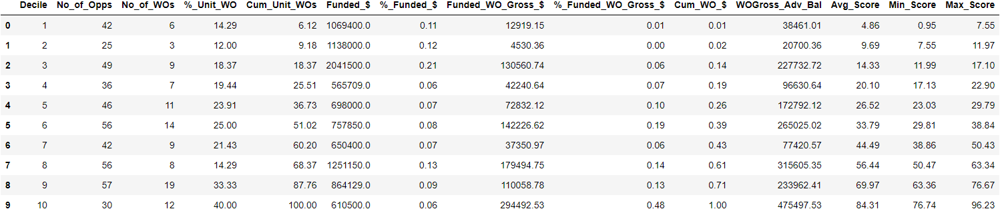 Decile No_of_Opps No_of_WOs %_Unit_WO Cum_Unit_WOs Funded_$ %_Funded_$ Funded_WO_Gross_$ %_Funded_WO_Gross_$ Cum_WO_$ WOGross_Adv_Bal Avg_Score Min_Score Max_Score
0 1 42 6 14.29 6.12 1069400.0 0.11 12919.15 0.01 0.01 38461.01 4.86 0.95 7.55
1 2 25 3 12.00 9.18 1138000.0 0.12 4530.36 0.00 0.02 20700.36 9.69 7.55 11.97
2 3 49 9 18.37 18.37 2041500.0 0.21 130560.74 0.06 0.14 227732.72 14.33 11.99 17.10
3 4 36 7 19.44 25.51 565709.0 0.06 42240.64 0.07 0.19 96630.64 20.10 17.13 22.90
4 5 46 11 23.91 36.73 698000.0 0.07 72832.12 0.10 0.26 172792.12 26.52 23.03 29.79
5 6 56 14 25.00 51.02 757850.0 0.08 142226.62 0.19 0.39 265025.02 33.79 29.81 38.84
6 7 42 9 21.43 60.20 650400.0 0.07 37350.97 0.06 0.43 77420.57 44.49 38.86 50.43
7 8 56 8 14.29 68.37 1251150.0 0.13 179494.75 0.14 0.61 315605.35 56.44 50.47 63.34
8 9 57 19 33.33 87.76 864129.0 0.09 110058.78 0.13 0.71 233962.41 69.97 63.36 76.67
9 10 30 12 40.00 100.00 610500.0 0.06 294492.53 0.48 1.00 475497.53 84.31 76.74 96.23